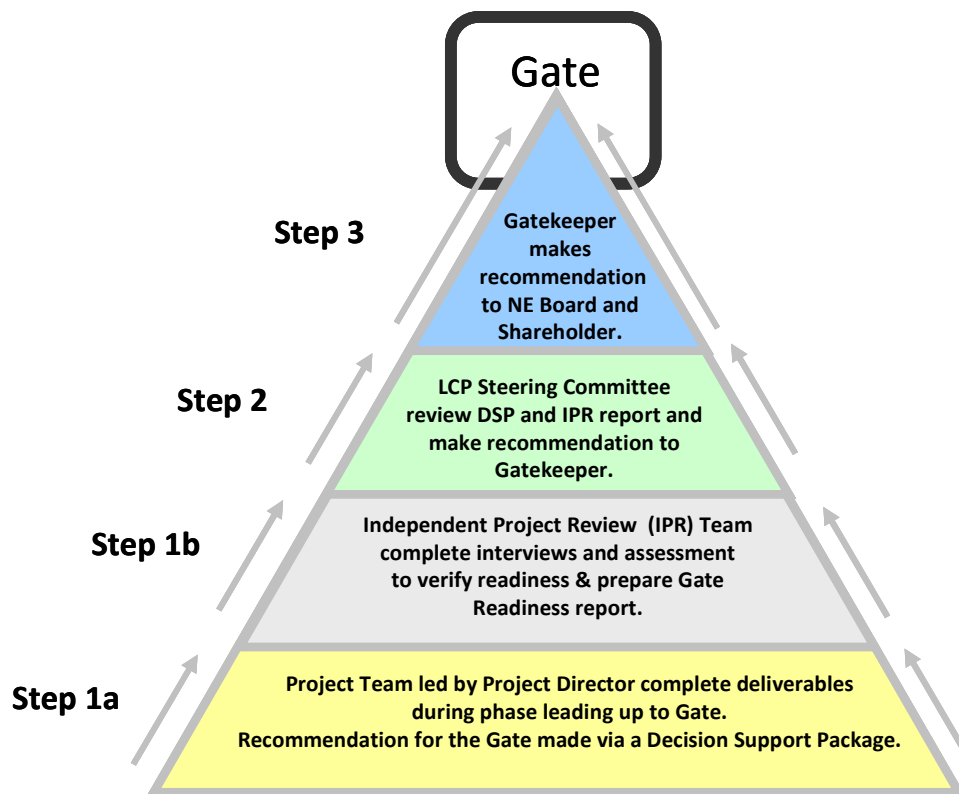 Gate
Step 3
Gatekeeper
makes
recommendation
to NE Board and
Shareholder.
Step 2
LCP Steering Committee
review DSP and IPR report and
make recommendation to
Gatekeeper.
Step 1b
Independent Project Review (IPR) Team
complete interviews and assessment
to verify readiness & prepare Gate
Readiness report.
Step 1a
Project Team led by Project Director complete deliverables
during phase leading up to Gate.
Recommendation for the Gate made via a Decision Support Package.